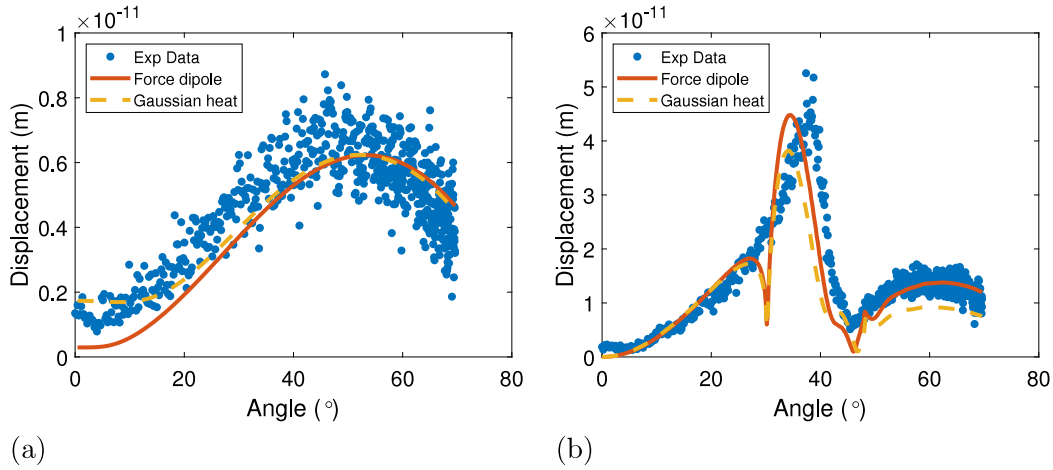 ×10⁻¹¹
1
0.8
0.6
0.4
0.2
0
Displacement (m)
Exp Data
Force dipole
Gaussian heat
0 20 40 60 80
Angle (°)
(a)
×10⁻¹¹
6
5
4
3
2
1
0
Displacement (m)
Exp Data
Force dipole
Gaussian heat
0 20 40 60 80
Angle (°)
(b)